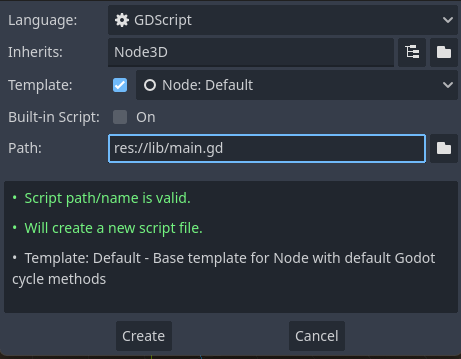 Language: GDScript
Inherits: Node3D
Template: Node: Default
Built-in Script: On
Path: res://lib/main.gd
• Script path/name is valid.
• Will create a new script file.
• Template: Default - Base template for Node with default Godot
cycle methods
Create Cancel